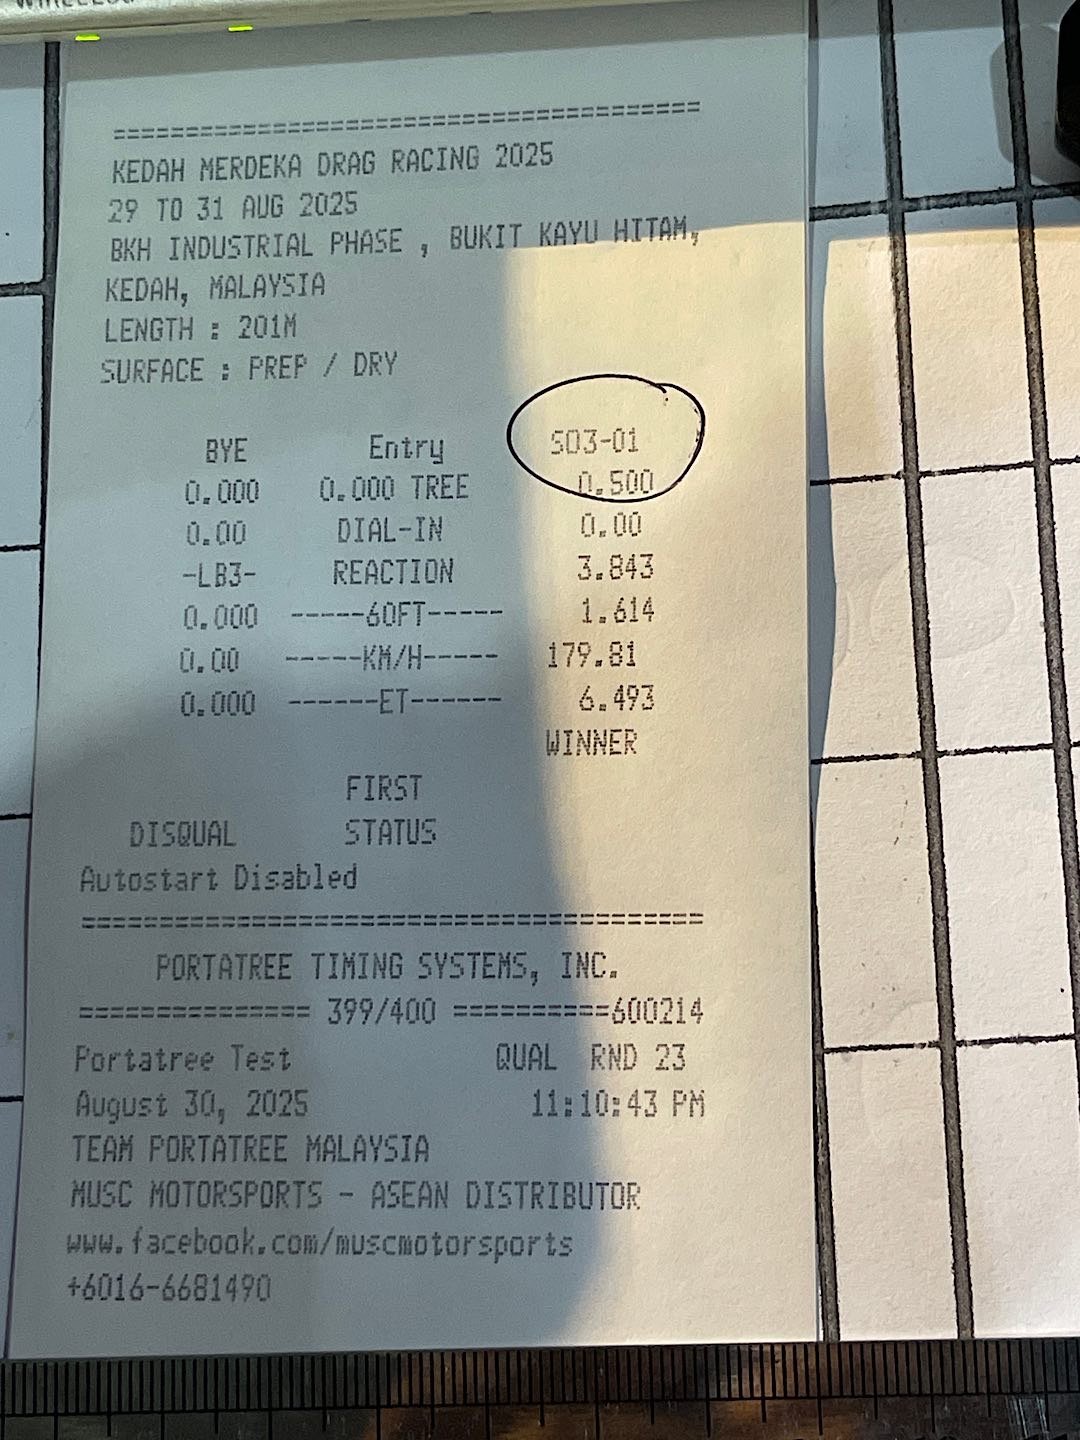 ========================================
KEDAH MERDEKA DRAG RACING 2025
29 TO 31 AUG 2025
BKH INDUSTRIAL PHASE , BUKIT KAYU HITAM,
KEDAH, MALAYSIA
LENGTH : 201M
SURFACE : PREP / DRY
BYE Entry SO3-01
0.000 0.000 TREE 0.500
0.00 DIAL-IN 0.00
-LB3- REACTION 3.843
0.000 -----60FT----- 1.614
0.00 -----KM/H----- 179.81
0.000 ------ET------ 6.493
WINNER
FIRST
DISQUAL STATUS
Autostart Disabled
========================================
PORTATREE TIMING SYSTEMS, INC.
=============== 399/400 ==========600214
Portatree Test QUAL RND 23
August 30, 2025 11:10:43 PM
TEAM PORTATREE MALAYSIA
MUSC MOTORSPORTS - ASEAN DISTRIBUTOR
www.facebook.com/muscmotorsports
+6016-6681490